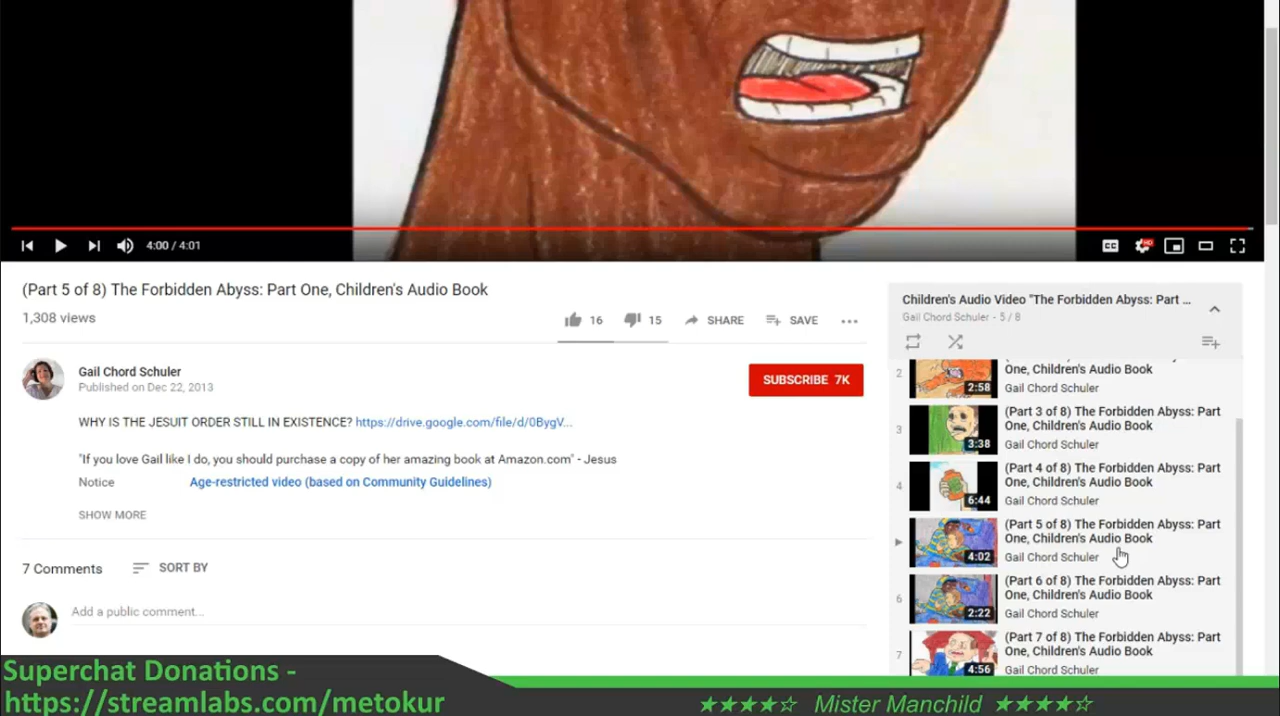 4:00 / 4:01
(Part 5 of 8) The Forbidden Abyss: Part One, Children's Audio Book
1,308 views
16
15
SHARE
SAVE
Gail Chord Schuler
Published on Dec 22, 2013
SUBSCRIBE 7K
WHY IS THE JESUIT ORDER STILL IN EXISTENCE? https://drive.google.com/file/d/0BygV...
"If you love Gail like I do, you should purchase a copy of her amazing book at Amazon.com" - Jesus
Notice Age-restricted video (based on Community Guidelines)
SHOW MORE
7 Comments
SORT BY
Add a public comment...
Children's Audio Video "The Forbidden Abyss: Part ...
Gail Chord Schuler - 5 / 8
2
2:58
One, Children's Audio Book
Gail Chord Schuler
3
3:38
(Part 3 of 8) The Forbidden Abyss: Part
One, Children's Audio Book
Gail Chord Schuler
4
6:44
(Part 4 of 8) The Forbidden Abyss: Part
One, Children's Audio Book
Gail Chord Schuler
4:02
(Part 5 of 8) The Forbidden Abyss: Part
One, Children's Audio Book
Gail Chord Schuler
6
2:22
(Part 6 of 8) The Forbidden Abyss: Part
One, Children's Audio Book
Gail Chord Schuler
7
4:56
(Part 7 of 8) The Forbidden Abyss: Part
One, Children's Audio Book
Gail Chord Schuler
Superchat Donations -
https://streamlabs.com/metokur
★★★★☆ Mister Manchild ★★★★☆